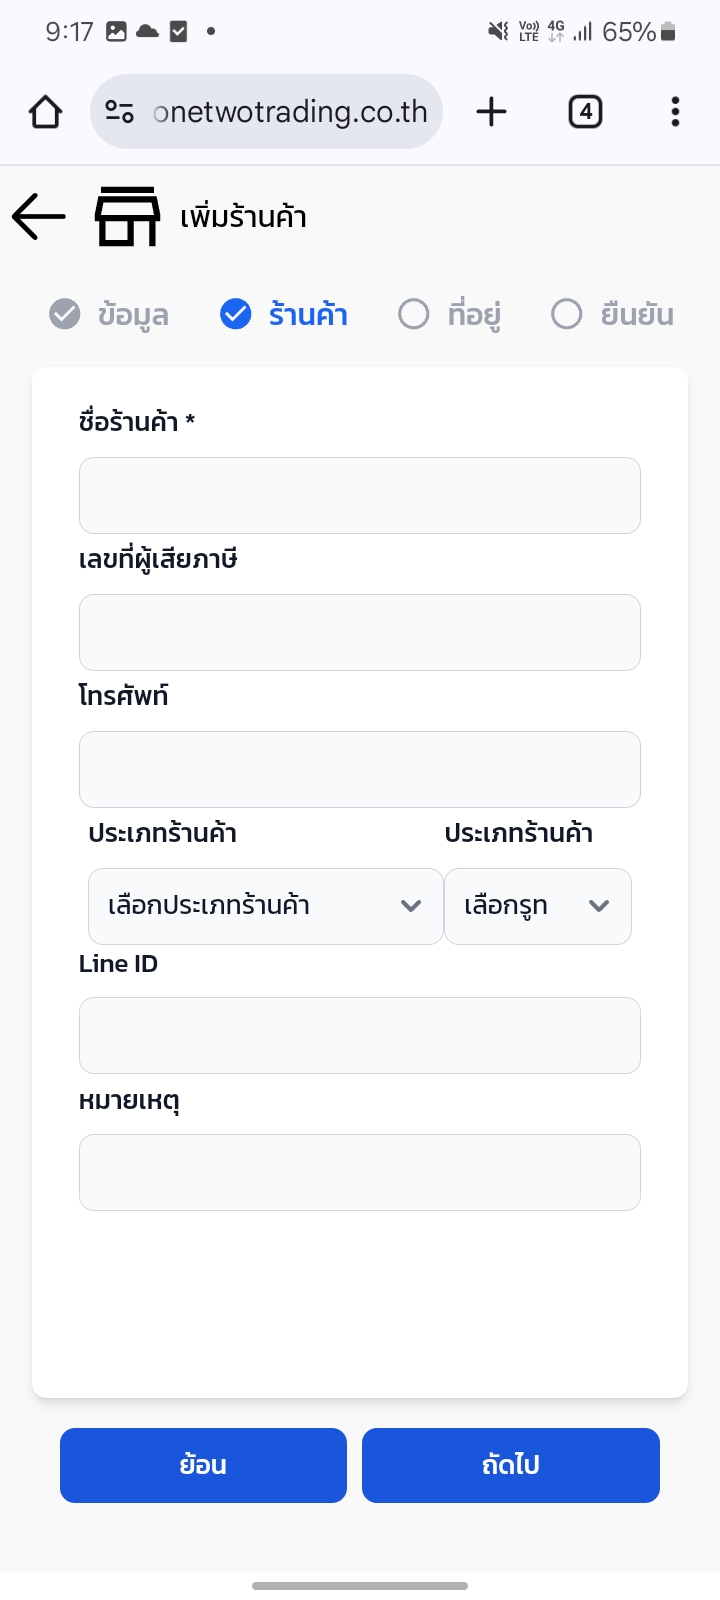 9:17 Vo)) LTE 4G 65%
onetwotrading.co.th 4
เพิ่มร้านค้า
ข้อมูล ร้านค้า ที่อยู่ ยืนยัน
ชื่อร้านค้า *
เลขที่ผู้เสียภาษี
โทรศัพท์
ประเภทร้านค้า ประเภทร้านค้า
เลือกประเภทร้านค้า เลือกรูท
Line ID
หมายเหตุ
ย้อน ถัดไป